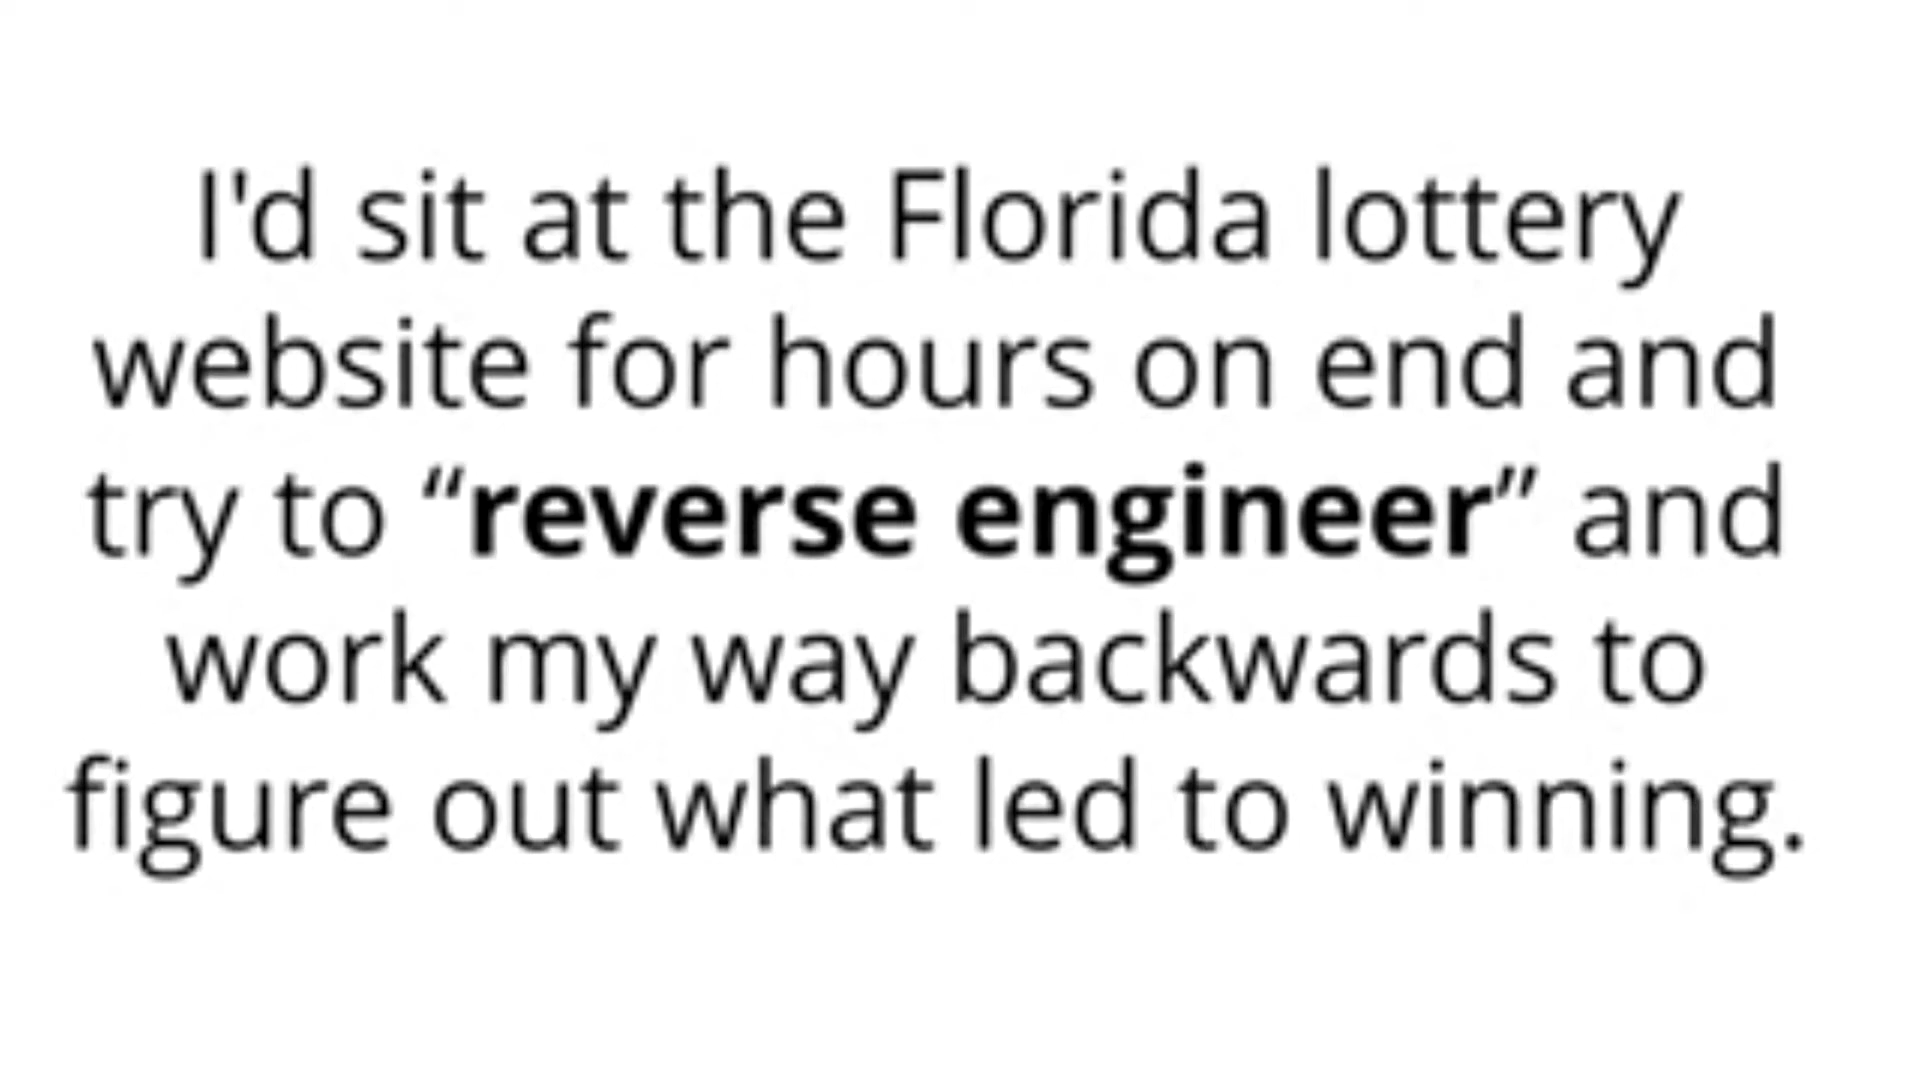 I'd sit at the Florida lottery
website for hours on end and
try to “reverse engineer” and
work my way backwards to
figure out what led to winning.